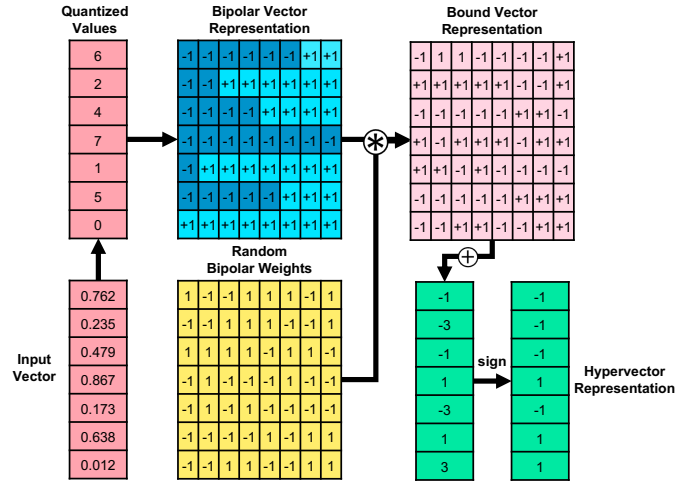 Quantized
Values
Bipolar Vector
Representation
Bound Vector
Representation
6
2
4
7
1
5
0
-1 -1 -1 -1 -1 -1 +1 +1
-1 -1 +1 +1 +1 +1 +1 +1
-1 -1 -1 -1 +1 +1 +1 +1
-1 -1 -1 -1 -1 -1 -1 -1
-1 +1 +1 +1 +1 +1 +1 +1
-1 -1 -1 -1 -1 +1 +1 +1
+1 +1 +1 +1 +1 +1 +1 +1
*
-1 1 1 -1 -1 -1 -1 +1
+1 +1 +1 +1 -1 +1 -1 -1
-1 -1 -1 -1 -1 +1 +1 -1
+1 -1 +1 -1 -1 -1 +1 +1
+1 +1 -1 -1 +1 -1 -1 +1
-1 -1 -1 -1 -1 +1 +1 +1
-1 -1 +1 -1 -1 -1 +1 +1
+
Random
Bipolar Weights
Input
Vector
0.762
0.235
0.479
0.867
0.173
0.638
0.012
1 -1 -1 1 1 1 -1 1
-1 -1 1 1 -1 1 -1 -1
1 1 1 1 -1 -1 1 -1
-1 1 -1 1 1 1 -1 -1
-1 1 -1 -1 1 -1 -1 1
-1 -1 -1 -1 1 -1 1 1
-1 -1 1 -1 -1 -1 1 1
-1
-3
-1
1
-3
1
3
sign
-1
-1
-1
1
-1
1
1
Hypervector
Representation